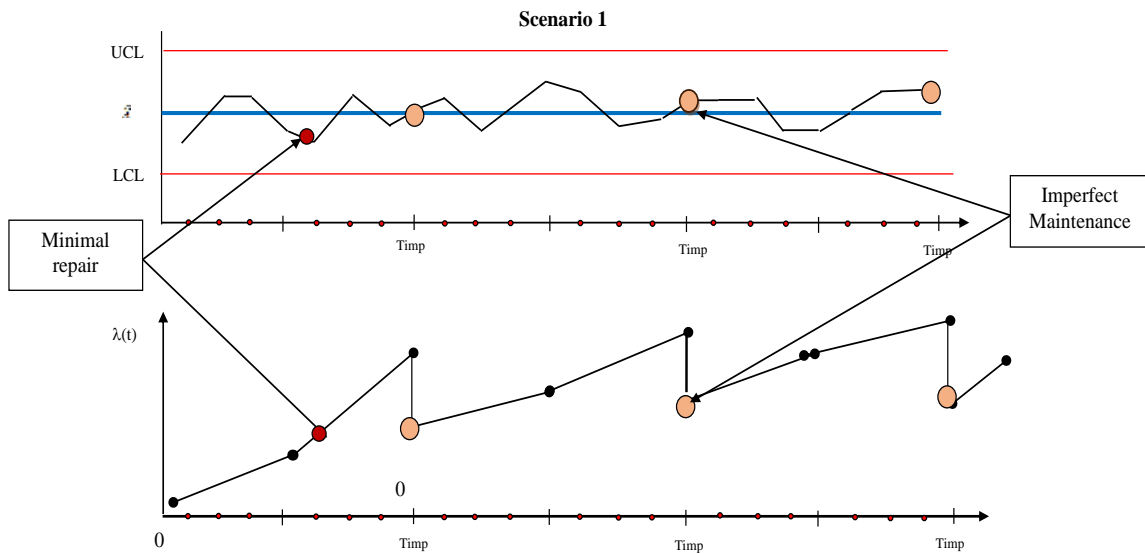 Scenario 1
UCL
LCL
Timp
Timp
Timp
Minimal
repair
Imperfect
Maintenance
λ(t)
0
0
Timp
Timp
Timp